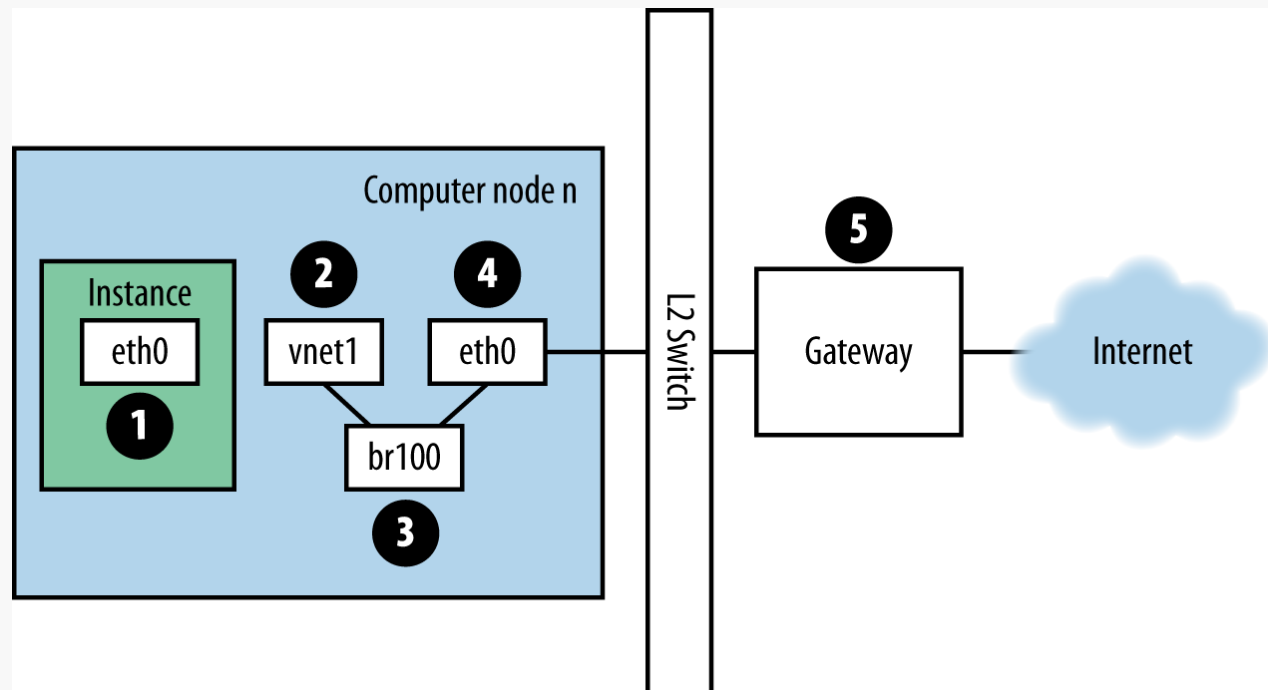 Computer node n
Instance
eth0
1
2
vnet1
4
eth0
br100
3
L2 Switch
5
Gateway
Internet